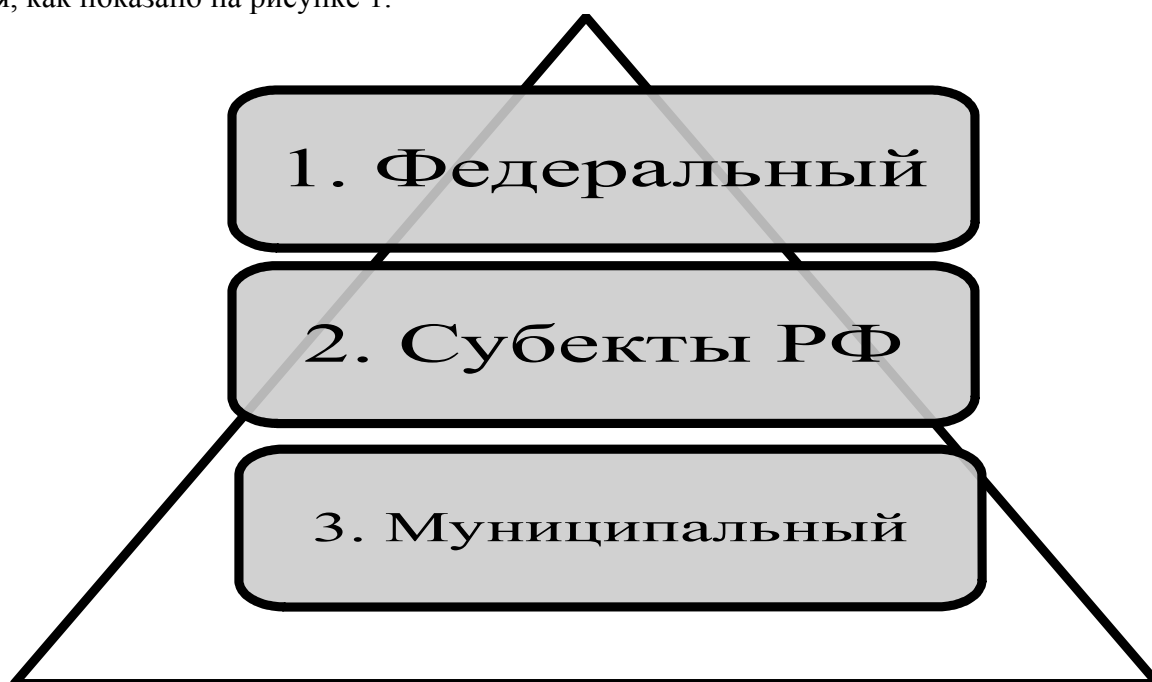 как показано на рисунке 1.
1. Федеральный
2. Субекты РФ
3. Муниципальный